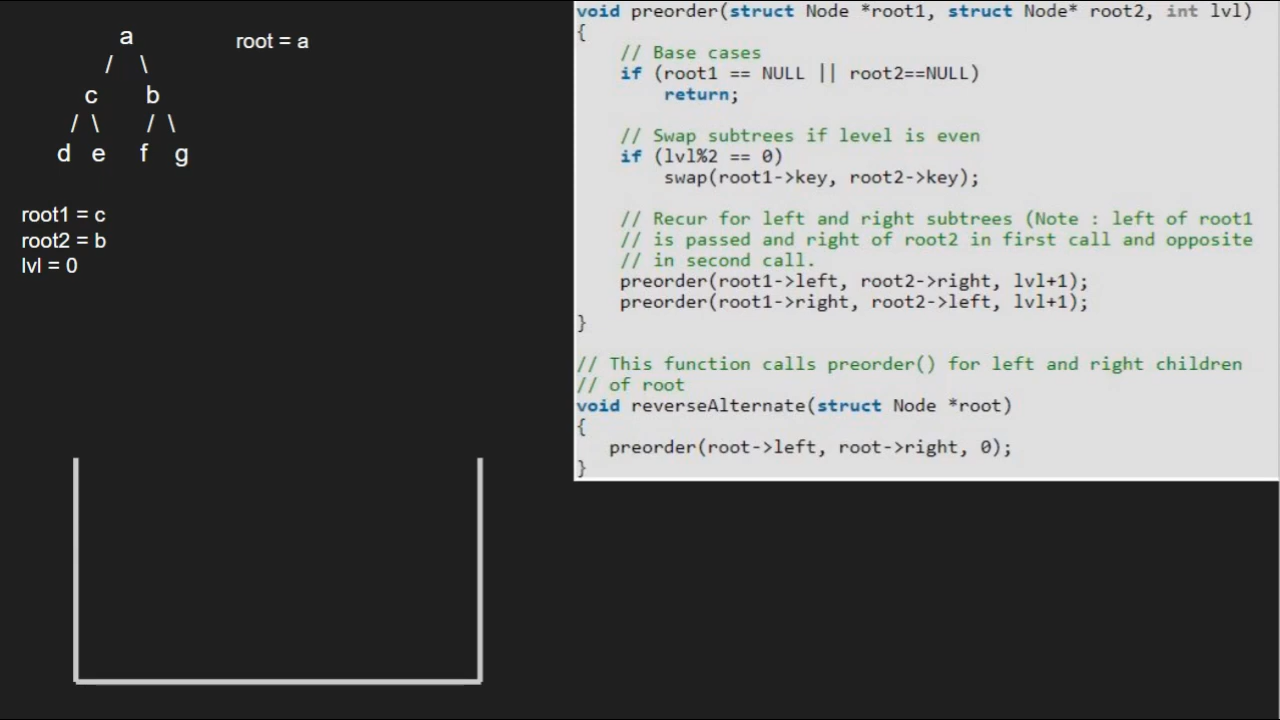 a
/ \
c b
/ \ / \
d e f g
root = a
root1 = c
root2 = b
lvl = 0
void preorder(struct Node *root1, struct Node* root2, int lvl)
{
// Base cases
if (root1 == NULL || root2==NULL)
return;
// Swap subtrees if level is even
if (lvl%2 == 0)
swap(root1->key, root2->key);
// Recur for left and right subtrees (Note : left of root1
// is passed and right of root2 in first call and opposite
// in second call.
preorder(root1->left, root2->right, lvl+1);
preorder(root1->right, root2->left, lvl+1);
}
// This function calls preorder() for left and right children
// of root
void reverseAlternate(struct Node *root)
{
preorder(root->left, root->right, 0);
}